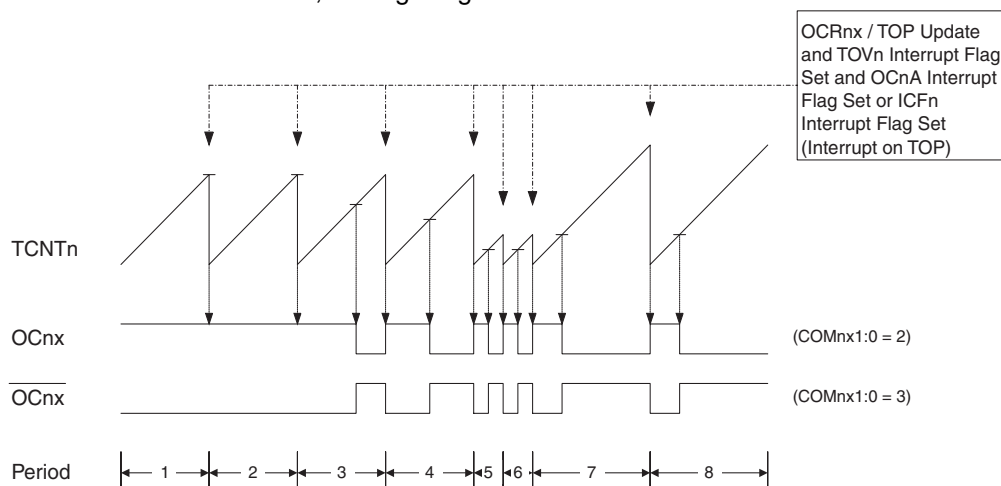 OCRnx / TOP Update
and TOVn Interrupt Flag
Set and OCnA Interrupt
Flag Set or ICFn
Interrupt Flag Set
(Interrupt on TOP)
TCNTn
OCnx
(COMnx1:0 = 2)
OCnx
(COMnx1:0 = 3)
Period
1 2 3 4 5 6 7 8